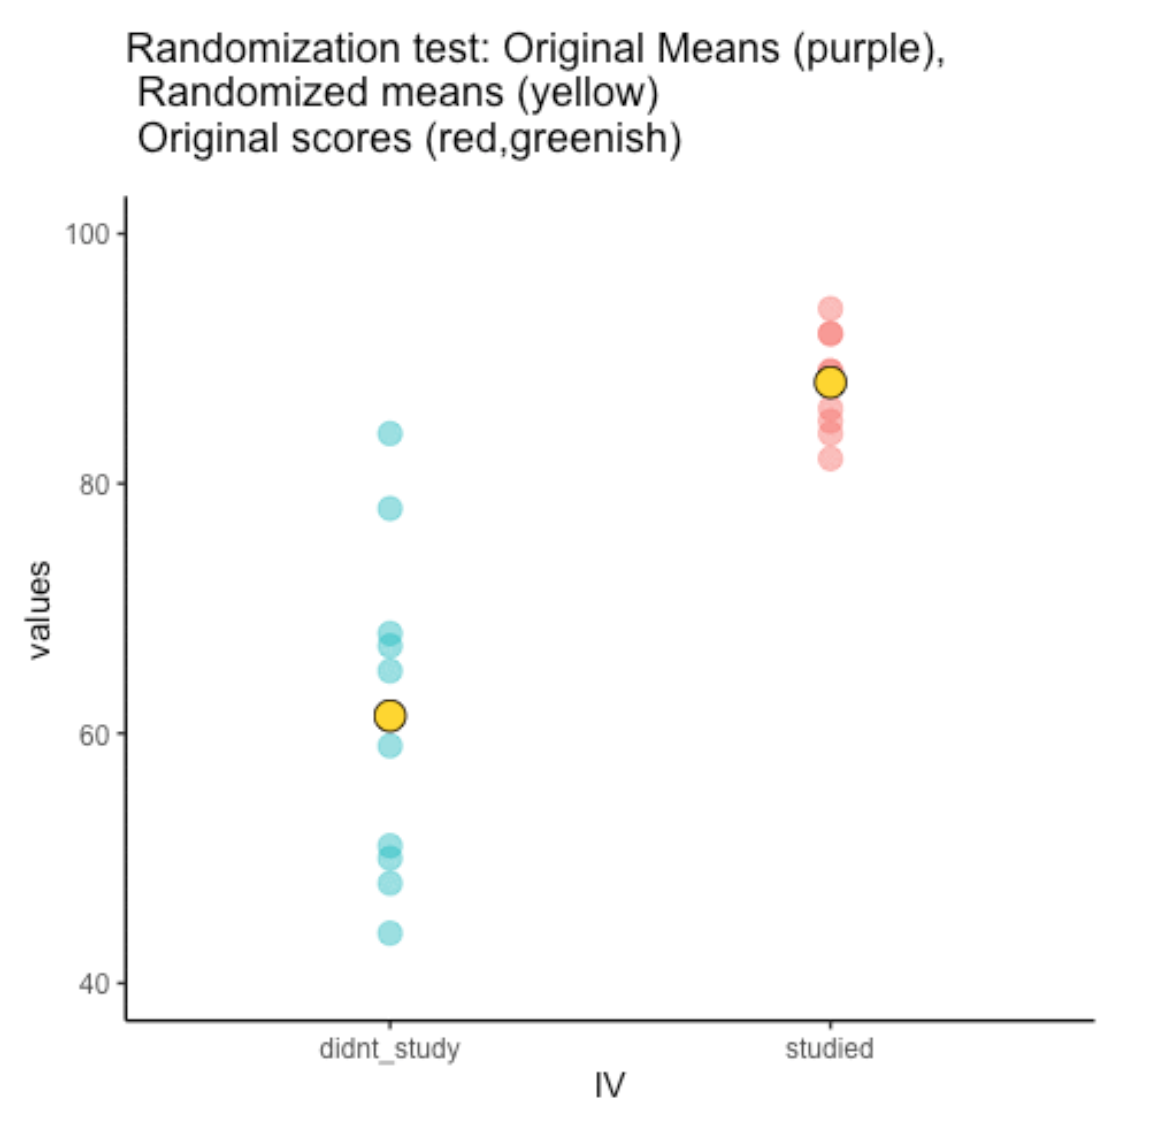 Randomization test: Original Means (purple),
Randomized means (yellow)
Original scores (red,greenish)
100
80
60
40
values
didnt_study
studied
IV